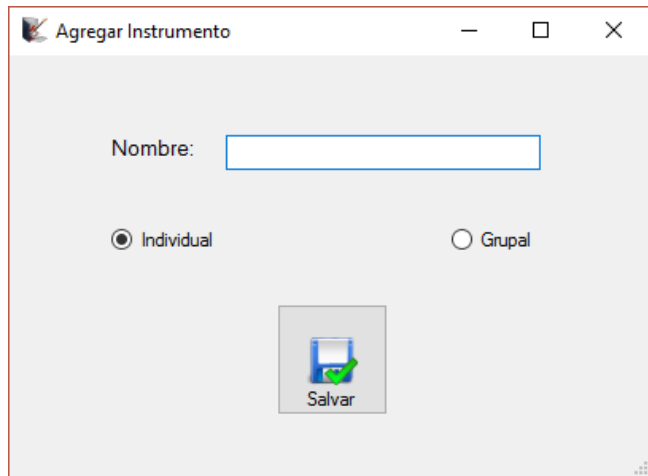 Agregar Instrumento
Nombre:
Individual
Grupal
Salvar